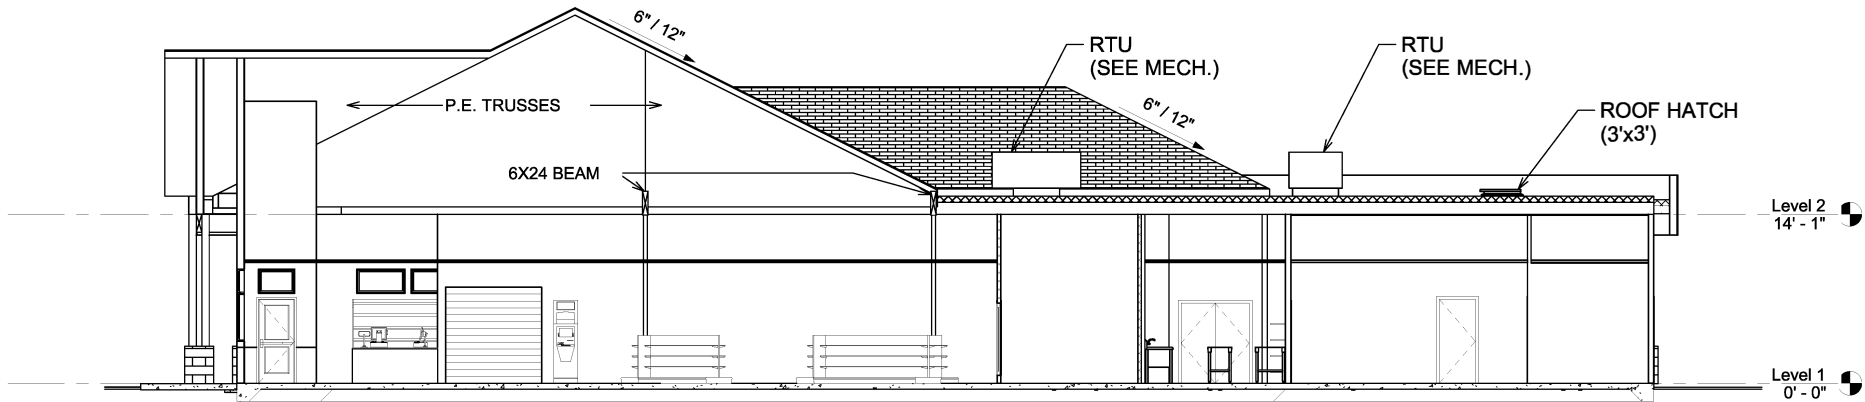 6" / 12"
RTU
(SEE MECH.)
RTU
(SEE MECH.)
P.E. TRUSSES
6" / 12"
ROOF HATCH
(3'x3')
6X24 BEAM
Level 2
14' - 1"
Level 1
0' - 0"